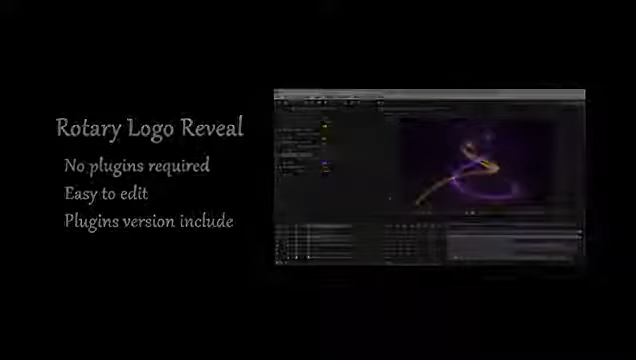 Rotary Logo Reveal
No plugins required
Easy to edit
Plugins version include